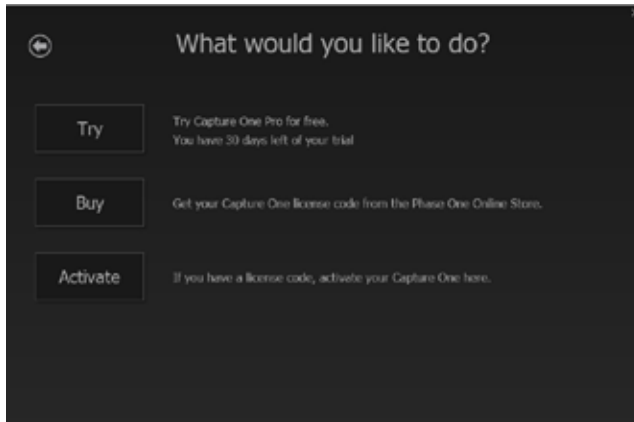 What would you like to do?
Try
Try Capture One Pro for free.
You have 30 days left of your trial
Buy
Get your Capture One license code from the Phase One Online Store.
Activate
If you have a license code, activate your Capture One here.